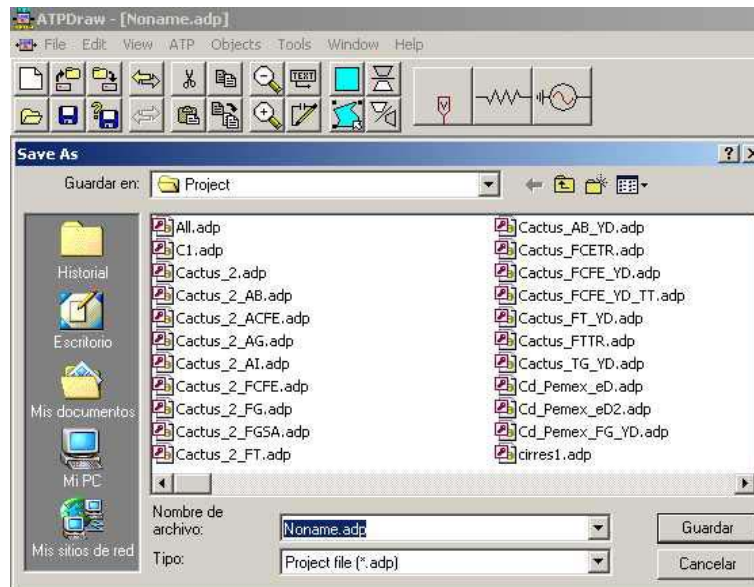 ATPDraw - [Noname.adp]
File Edit View ATP Objects Tools Window Help
TEXT
V
Save As
Guardar en: Project
Historial
Escritorio
Mis documentos
Mi PC
Mis sitios de red
All.adp
C1.adp
Cactus_2.adp
Cactus_2_AB.adp
Cactus_2_ACFE.adp
Cactus_2_AG.adp
Cactus_2_AI.adp
Cactus_2_FCFE.adp
Cactus_2_FG.adp
Cactus_2_FGSA.adp
Cactus_2_FT.adp
Cactus_AB_YD.adp
Cactus_FCETR.adp
Cactus_FCFE_YD.adp
Cactus_FCFE_YD_TT.adp
Cactus_FT_YD.adp
Cactus_FTTR.adp
Cactus_TG_YD.adp
Cd_Pemex_eD.adp
Cd_Pemex_eD2.adp
Cd_Pemex_FG_YD.adp
cirres1.adp
Nombre de
archivo: Noname.adp Guardar
Tipo: Project file (*.adp) Cancelar